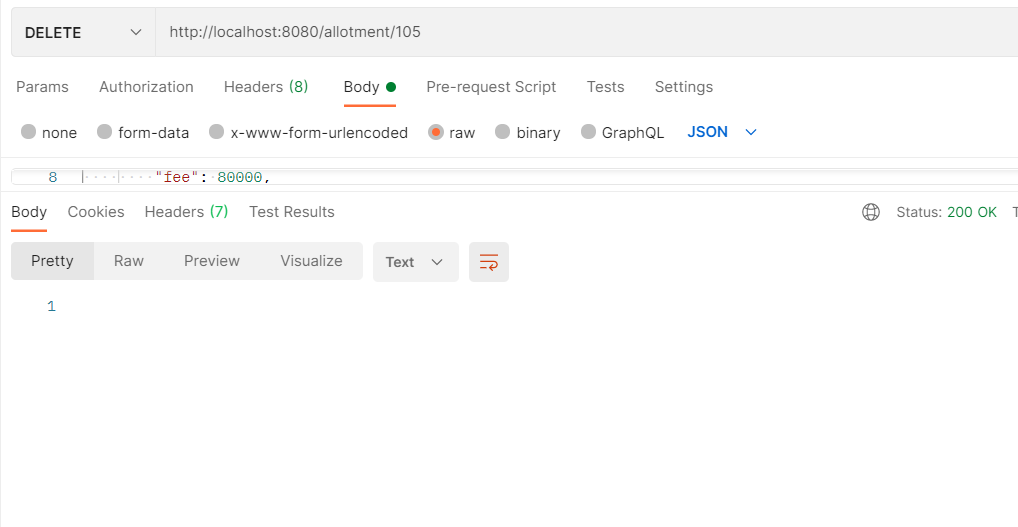 DELETE http://localhost:8080/allotment/105
Params Authorization Headers (8) Body Pre-request Script Tests Settings
none form-data x-www-form-urlencoded raw binary GraphQL JSON
8 "fee": 80000,
Body Cookies Headers (7) Test Results Status: 200 OK
Pretty Raw Preview Visualize Text
1